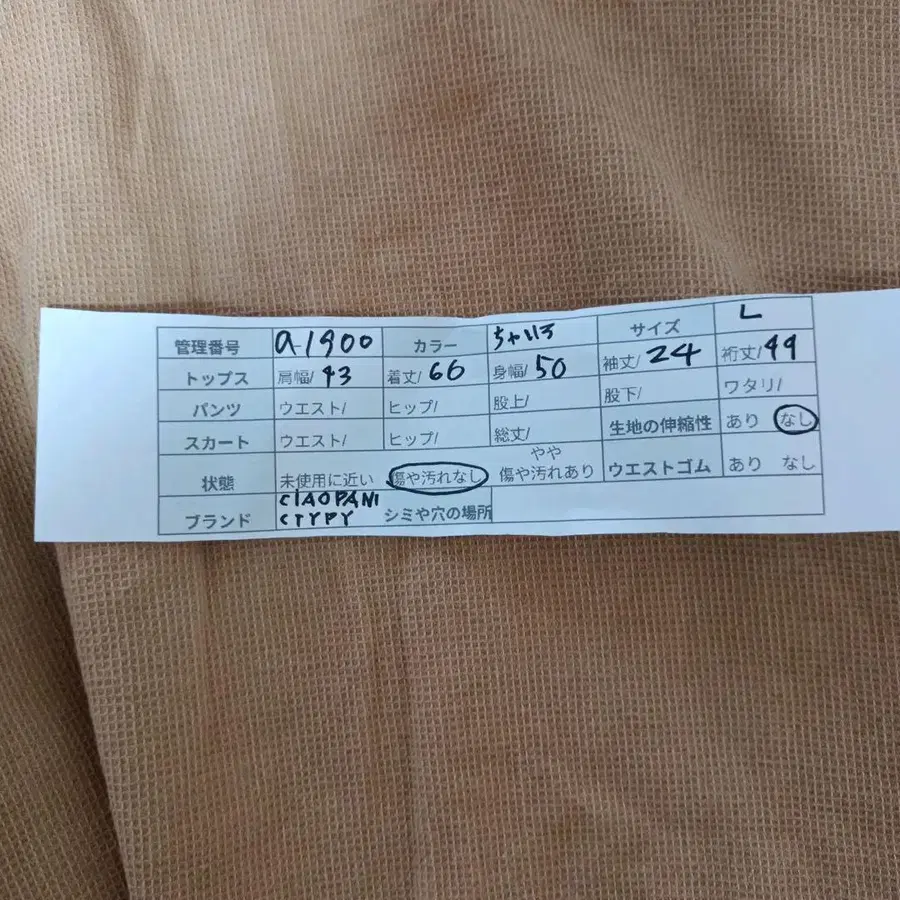 管理番号 a-1900 カラー ちゃいろ サイズ L
トップス 肩幅/ 43 着丈/ 66 身幅/ 50 袖丈/ 24 裄丈/ 44
パンツ ウエスト/ ヒップ/ 股上/ 股下/ ワタリ/
スカート ウエスト/ ヒップ/ 総丈/ 生地の伸縮性 あり なし
状態 未使用に近い 傷や汚れなし やや傷や汚れあり ウエストゴム あり なし
ブランド CIAOPANI CTYPY シミや穴の場所